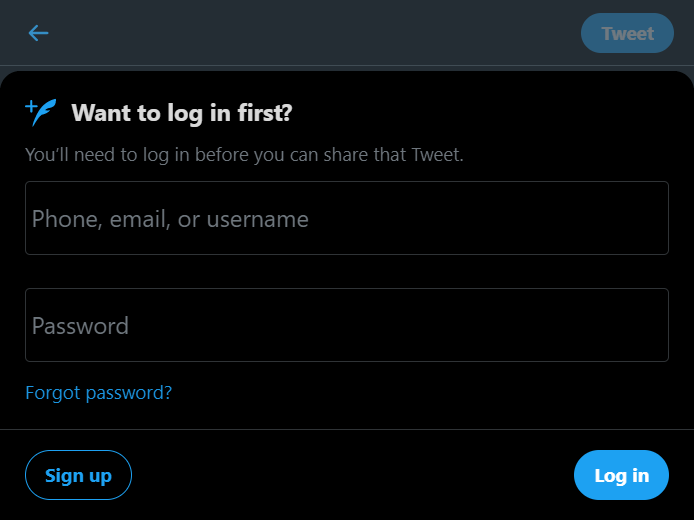 Tweet
Want to log in first?
You’ll need to log in before you can share that Tweet.
Phone, email, or username
Password
Forgot password?
Sign up
Log in